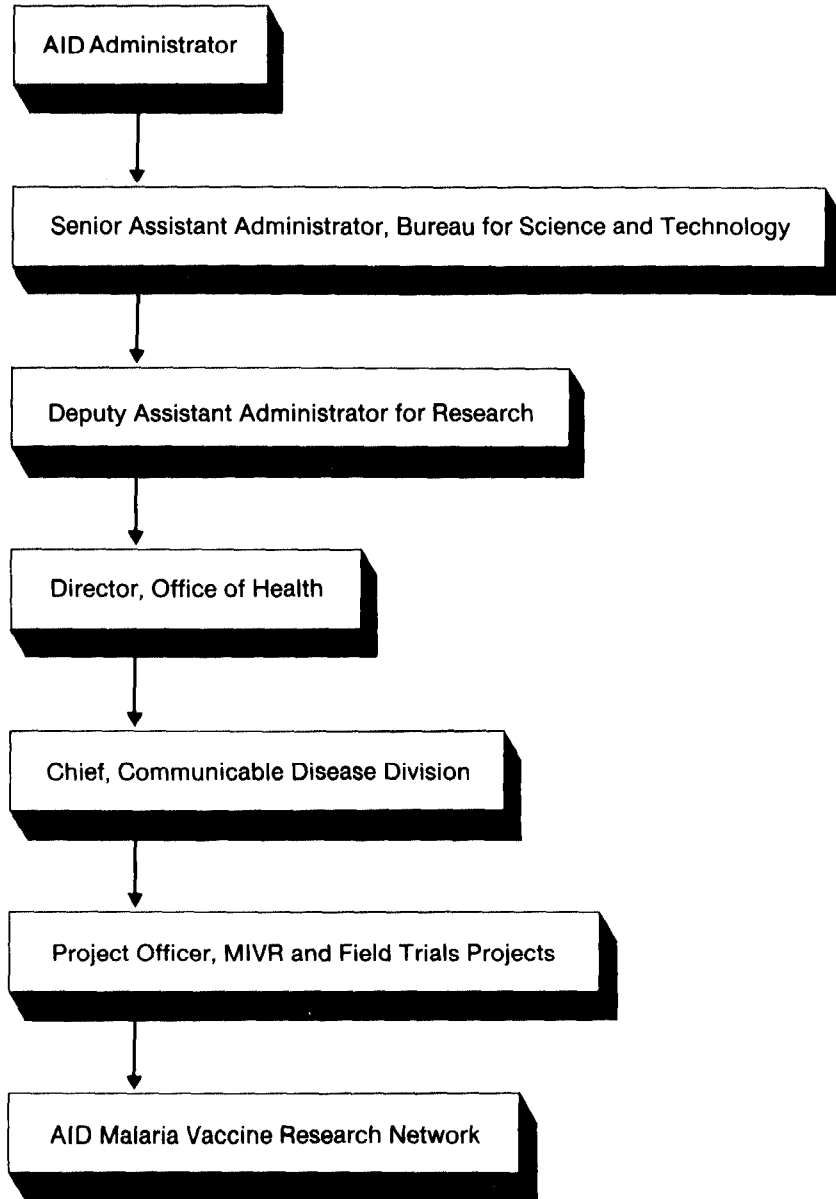 AID Administrator
Senior Assistant Administrator, Bureau for Science and Technology
Deputy Assistant Administrator for Research
Director, Office of Health
Chief, Communicable Disease Division
Project Officer, MIVR and Field Trials Projects
AID Malaria Vaccine Research Network